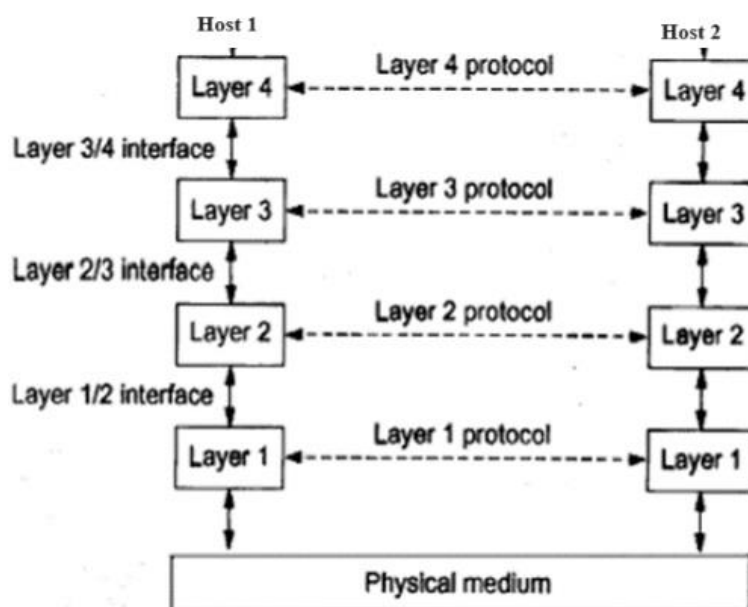 Host 1
Host 2
Layer 4 protocol
Layer 4
Layer 4
Layer 3/4 interface
Layer 3 protocol
Layer 3
Layer 3
Layer 2/3 interface
Layer 2 protocol
Layer 2
Layer 2
Layer 1/2 interface
Layer 1 protocol
Layer 1
Layer 1
Physical medium